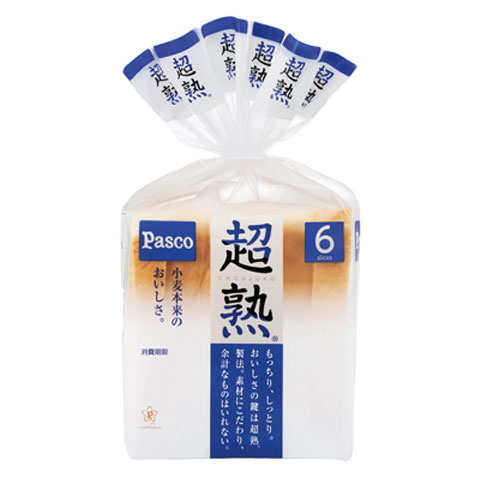 超熟
超熟
超熟
超熟
超熟
超熟
Pasco
小麦本来の
おいしさ。
消費期限
超熟
CHOUJUKU
®
6
slices
もっちり、しっとり。
おいしさの鍵は超熟
製法。素材にこだわり、
余計なものはいれない。